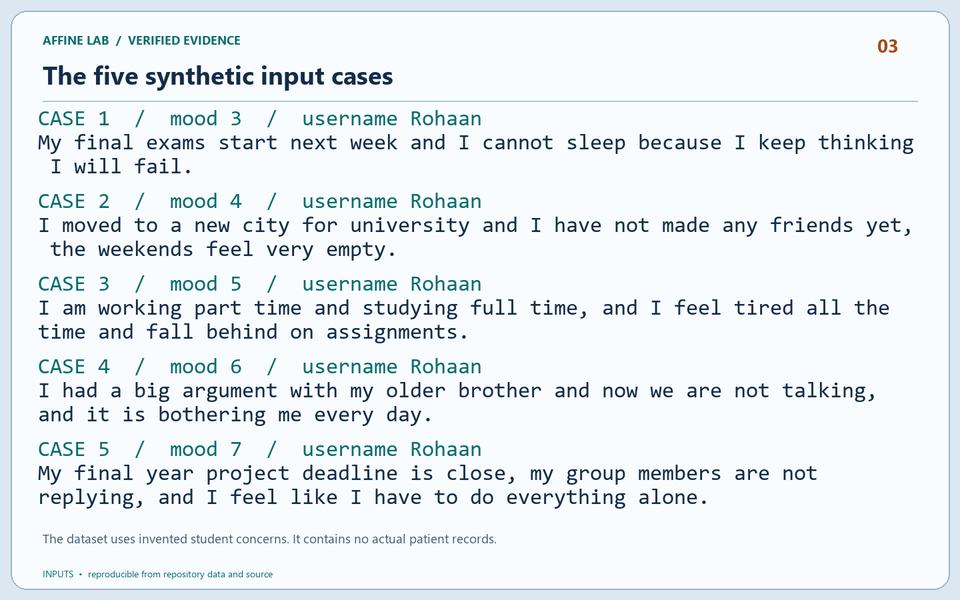 AFFINE LAB / VERIFIED EVIDENCE
03
The five synthetic input cases
CASE 1 / mood 3 / username Rohaan
My final exams start next week and I cannot sleep because I keep thinking
I will fail.
CASE 2 / mood 4 / username Rohaan
I moved to a new city for university and I have not made any friends yet,
the weekends feel very empty.
CASE 3 / mood 5 / username Rohaan
I am working part time and studying full time, and I feel tired all the
time and fall behind on assignments.
CASE 4 / mood 6 / username Rohaan
I had a big argument with my older brother and now we are not talking,
and it is bothering me every day.
CASE 5 / mood 7 / username Rohaan
My final year project deadline is close, my group members are not
replying, and I feel like I have to do everything alone.
The dataset uses invented student concerns. It contains no actual patient records.
INPUTS • reproducible from repository data and source